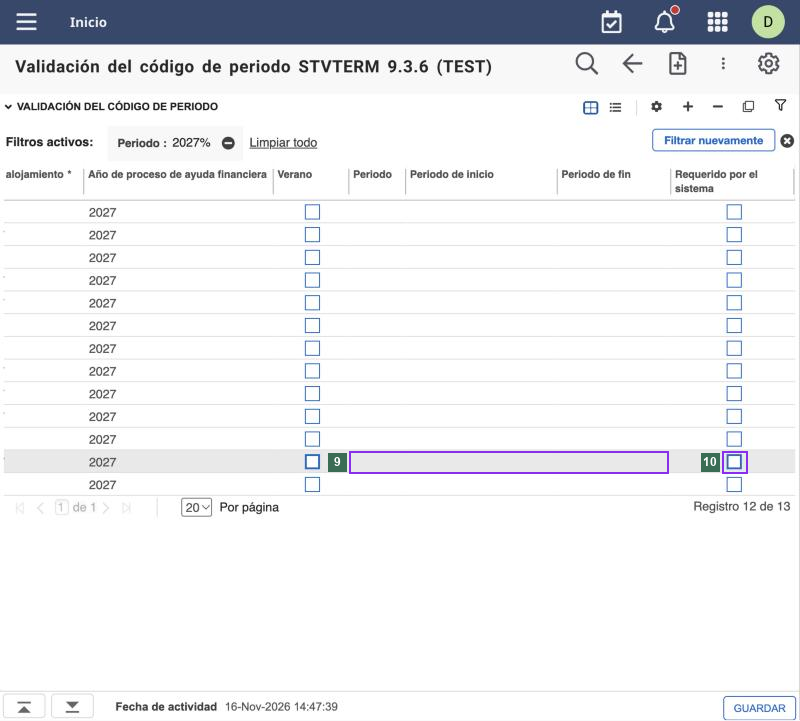 Inicio
D
Validación del código de periodo STVTERM 9.3.6 (TEST)
VALIDACIÓN DEL CÓDIGO DE PERIODO
Filtros activos: Periodo : 2027% Limpiar todo Filtrar nuevamente
alojamiento * Año de proceso de ayuda financiera Verano Periodo Periodo de inicio Periodo de fin Requerido por el
sistema
2027
2027
2027
2027
2027
2027
2027
2027
2027
2027
2027
2027 9 10
2027
1 de 1 20 Por página Registro 12 de 13
Fecha de actividad 16-Nov-2026 14:47:39 GUARDAR